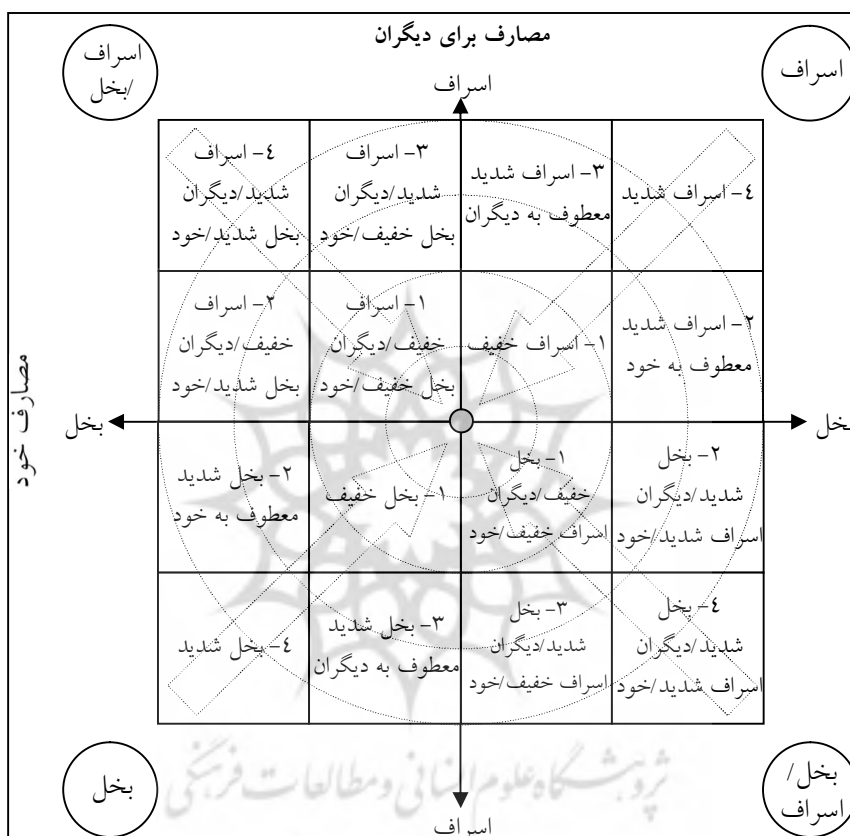 مصارف برای دیگران
اسراف
اسراف
/بخل
اسراف
٣- اسراف شدید
معطوف به دیگران
٤- اسراف شدید
٣- اسراف
شدید/دیگران
بخل خفیف/خود
٤- اسراف
شدید/دیگران
بخل شدید/خود
٢- اسراف شدید
معطوف به خود
١- اسراف خفیف
١- اسراف
خفیف/دیگران
بخل خفیف/خود
٢- اسراف
خفیف/دیگران
بخل شدید/خود
مصارف خود
بخل
بخل
٢- بخل
شدید/دیگران
اسراف شدید/خود
١- بخل
خفیف/دیگران
اسراف خفیف/خود
١- بخل خفیف
٢- بخل شدید
معطوف به خود
٤- بخل
شدید/دیگران
اسراف شدید/خود
٣- بخل
شدید/دیگران
اسراف خفیف/خود
٣- بخل شدید
معطوف به دیگران
٤- بخل شدید
بخل/
اسراف
بخل
پژوهشگاه علوم انسانی و مطالعات فرهنگی
اسراف